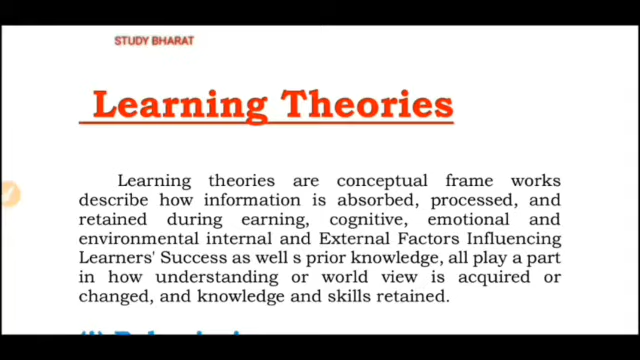 STUDY BHARAT
Learning Theories
Learning theories are conceptual frame works
describe how information is absorbed, processed, and
retained during earning, cognitive, emotional and
environmental internal and External Factors Influencing
Learners' Success as well s prior knowledge, all play a part
in how understanding or world view is acquired or
changed, and knowledge and skills retained.